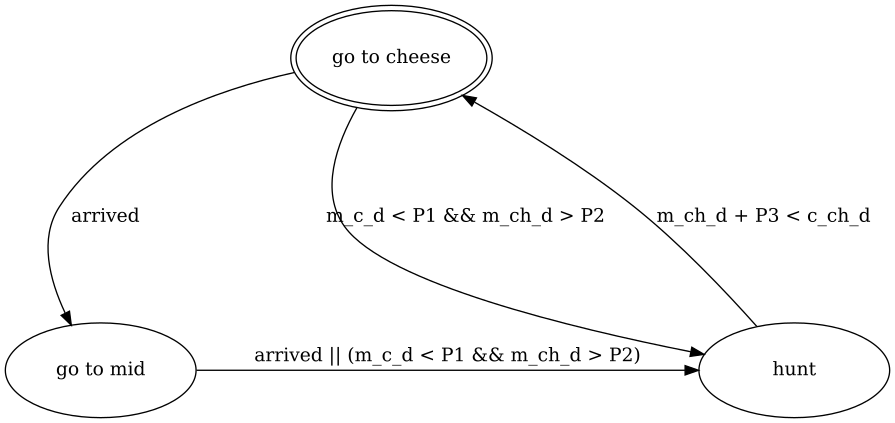 go to cheese
arrived
m_c_d < P1 && m_ch_d > P2
m_ch_d + P3 < c_ch_d
arrived || (m_c_d < P1 && m_ch_d > P2)
go to mid
hunt